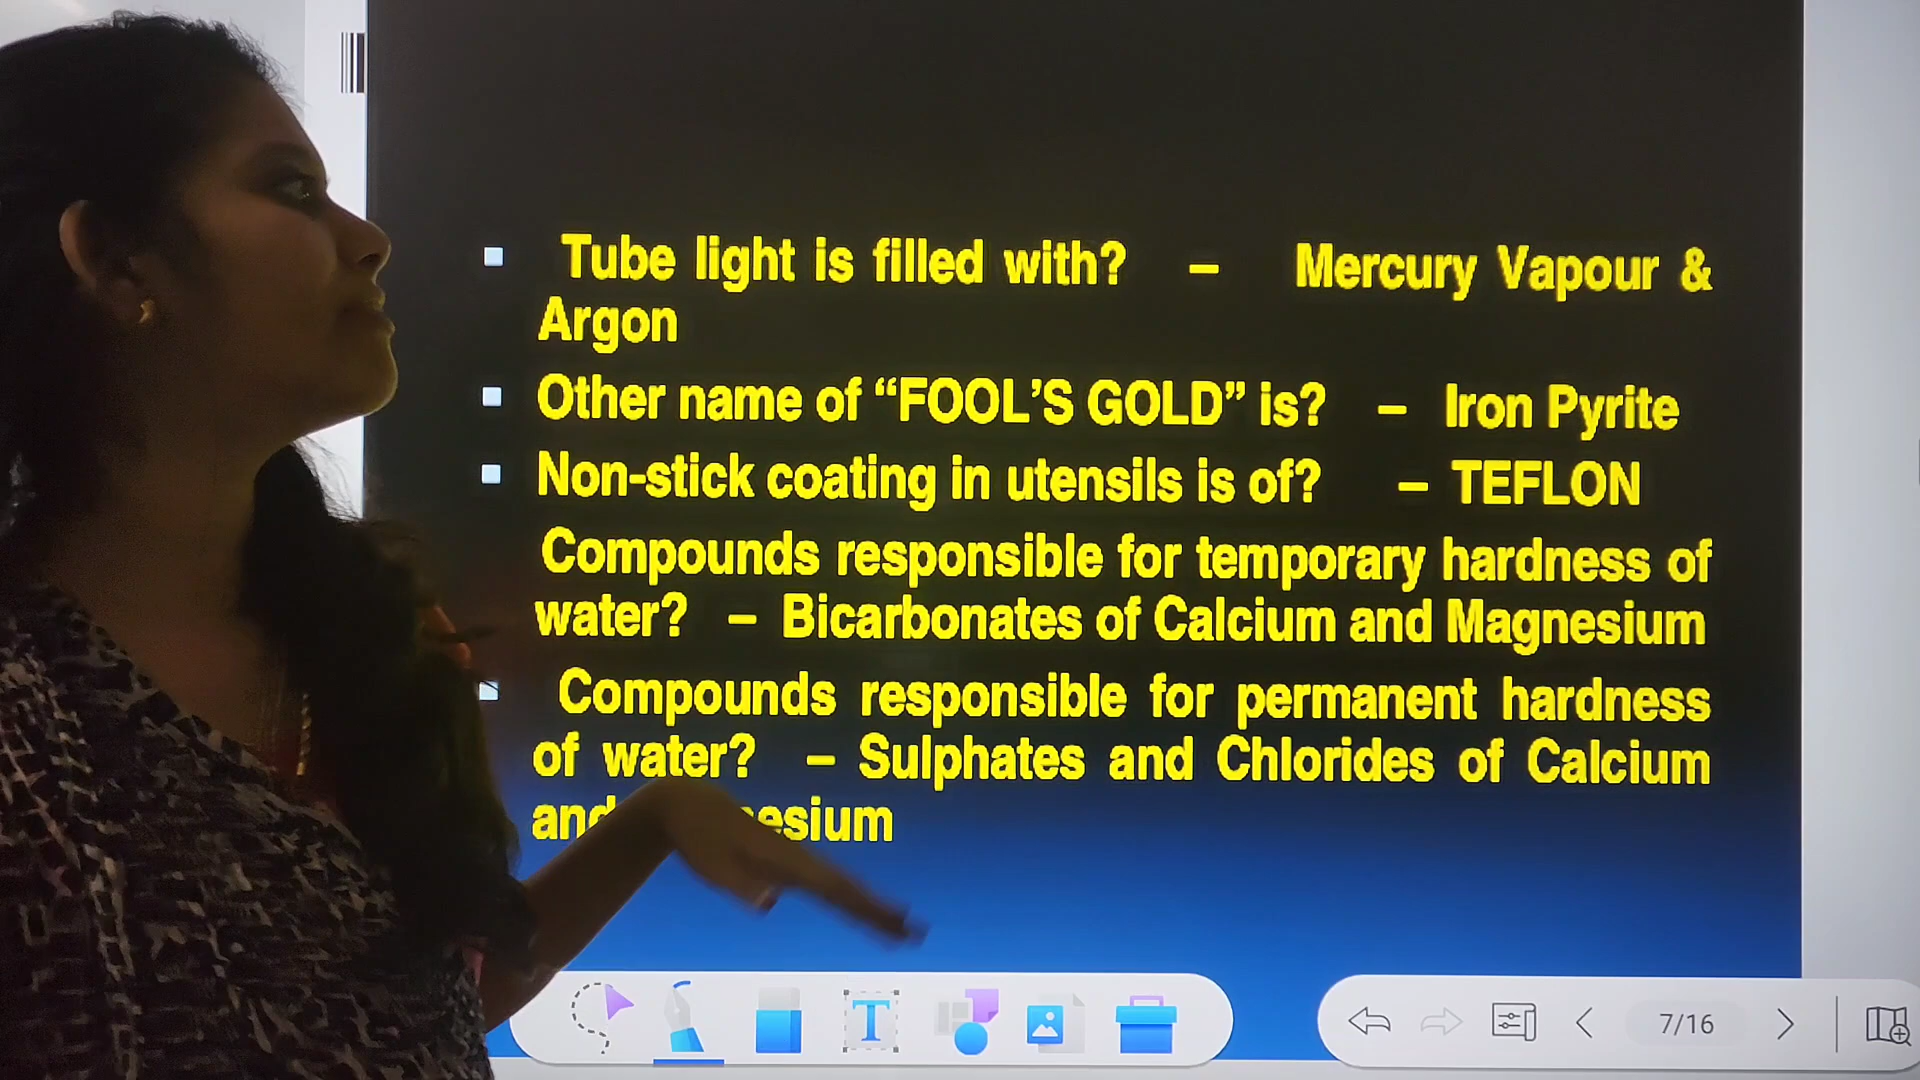 Tube light is filled with? – Mercury Vapour &
Argon
Other name of “FOOL’S GOLD” is? – Iron Pyrite
Non-stick coating in utensils is of? – TEFLON
Compounds responsible for temporary hardness of
water? – Bicarbonates of Calcium and Magnesium
Compounds responsible for permanent hardness
of water? – Sulphates and Chlorides of Calcium
T
7/16